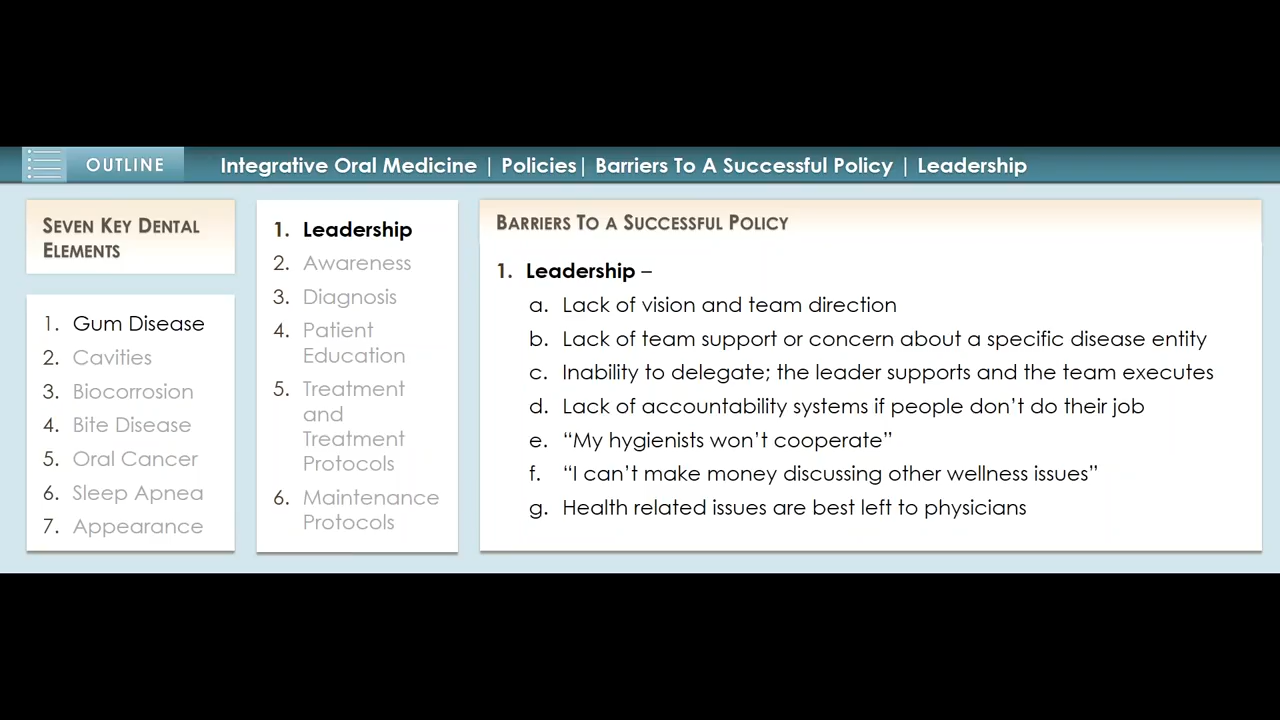 OUTLINE
Integrative Oral Medicine | Policies| Barriers To A Successful Policy | Leadership
SEVEN KEY DENTAL
ELEMENTS
1. Gum Disease
2. Cavities
3. Biocorrosion
4. Bite Disease
5. Oral Cancer
6. Sleep Apnea
7. Appearance
1. Leadership
2. Awareness
3. Diagnosis
4. Patient
Education
5. Treatment
and
Treatment
Protocols
6. Maintenance
Protocols
BARRIERS TO A SUCCESSFUL POLICY
1. Leadership –
a. Lack of vision and team direction
b. Lack of team support or concern about a specific disease entity
c. Inability to delegate; the leader supports and the team executes
d. Lack of accountability systems if people don’t do their job
e. “My hygienists won’t cooperate”
f. “I can’t make money discussing other wellness issues”
g. Health related issues are best left to physicians